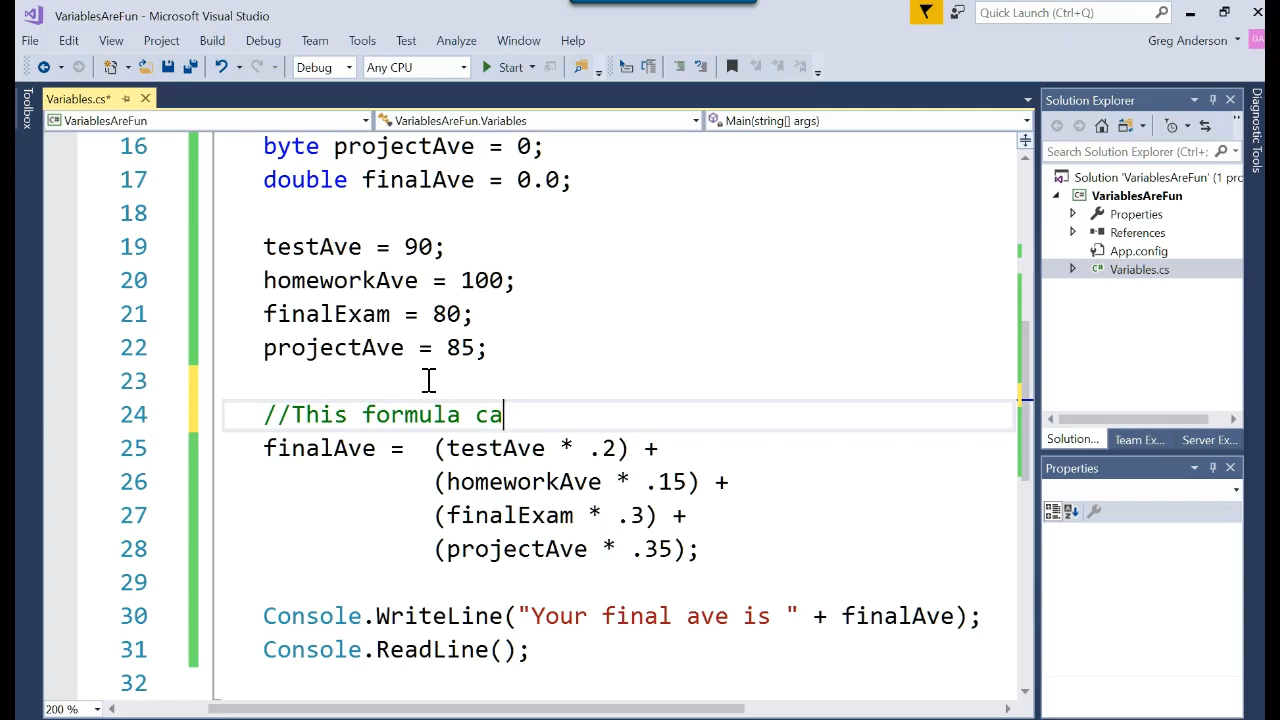 VariablesAreFun - Microsoft Visual Studio
Quick Launch (Ctrl+Q)
File Edit View Project Build Debug Team Tools Test Analyze Window Help
Greg Anderson
GA
Debug Any CPU Start
Toolbox
Variables.cs*
VariablesAreFun VariablesAreFun.Variables Main(string[] args)
16 byte projectAve = 0;
17 double finalAve = 0.0;
18
19 testAve = 90;
20 homeworkAve = 100;
21 finalExam = 80;
22 projectAve = 85;
23
24 //This formula ca
25 finalAve = (testAve * .2) +
26 (homeworkAve * .15) +
27 (finalExam * .3) +
28 (projectAve * .35);
29
30 Console.WriteLine("Your final ave is " + finalAve);
31 Console.ReadLine();
32
200 %
Solution Explorer
Search Solution Explorer (Ctrl+;
Solution 'VariablesAreFun' (1 pro
VariablesAreFun
Properties
References
App.config
C# Variables.cs
Solution... Team Ex... Server Ex...
Properties
Diagnostic Tools